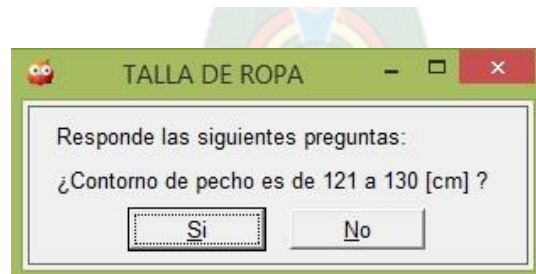 TALLA DE ROPA
Responde las siguientes preguntas:
¿Contorno de pecho es de 121 a 130 [cm] ?
Si No